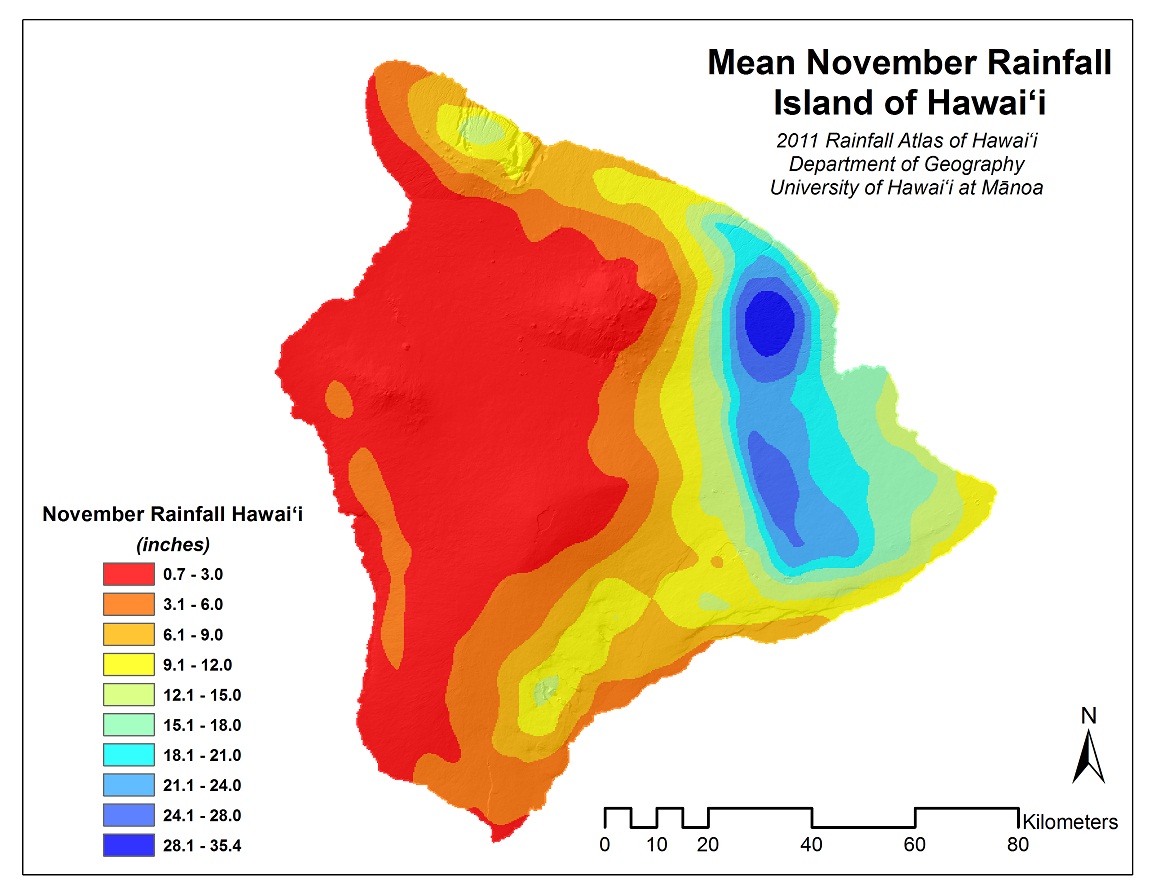 Mean November Rainfall
Island of Hawai‘i
2011 Rainfall Atlas of Hawai‘i
Department of Geography
University of Hawai‘i at Mānoa
November Rainfall Hawai‘i
(inches)
0.7 - 3.0
3.1 - 6.0
6.1 - 9.0
9.1 - 12.0
12.1 - 15.0
15.1 - 18.0
18.1 - 21.0
21.1 - 24.0
24.1 - 28.0
28.1 - 35.4
N
Kilometers
0 10 20 40 60 80